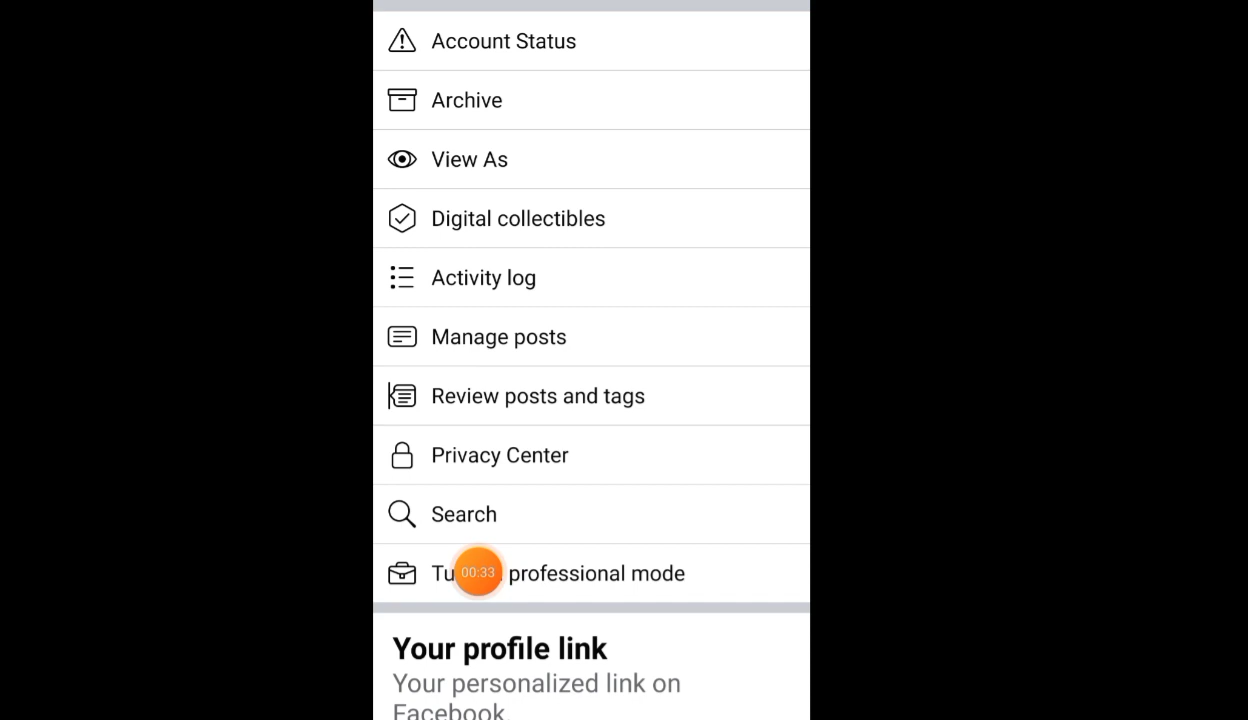 Account Status
Archive
View As
Digital collectibles
Activity log
Manage posts
Review posts and tags
Privacy Center
Search
00:33 professional mode
Your profile link
Your personalized link on
Facebook.